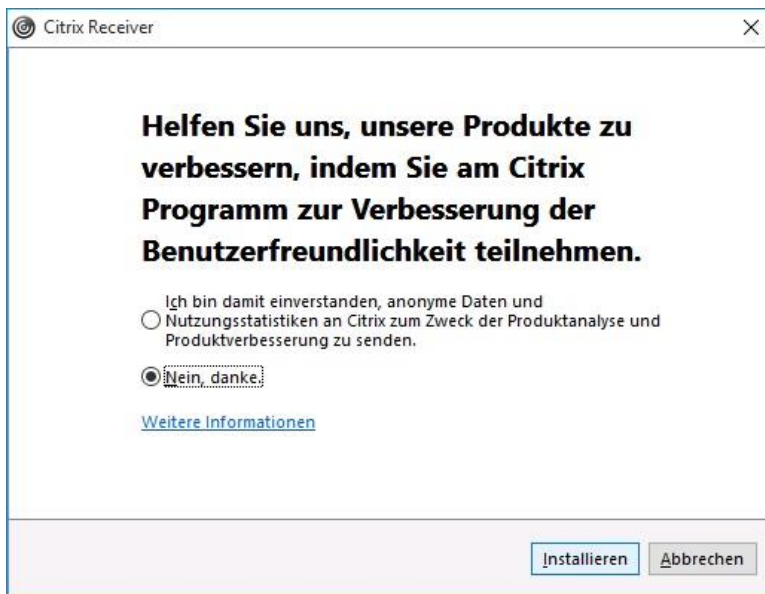 Citrix Receiver
Helfen Sie uns, unsere Produkte zu
verbessern, indem Sie am Citrix
Programm zur Verbesserung der
Benutzerfreundlichkeit teilnehmen.
Ich bin damit einverstanden, anonyme Daten und
Nutzungsstatistiken an Citrix zum Zweck der Produktanalyse und
Produktverbesserung zu senden.
Nein, danke.
Weitere Informationen
Installieren Abbrechen